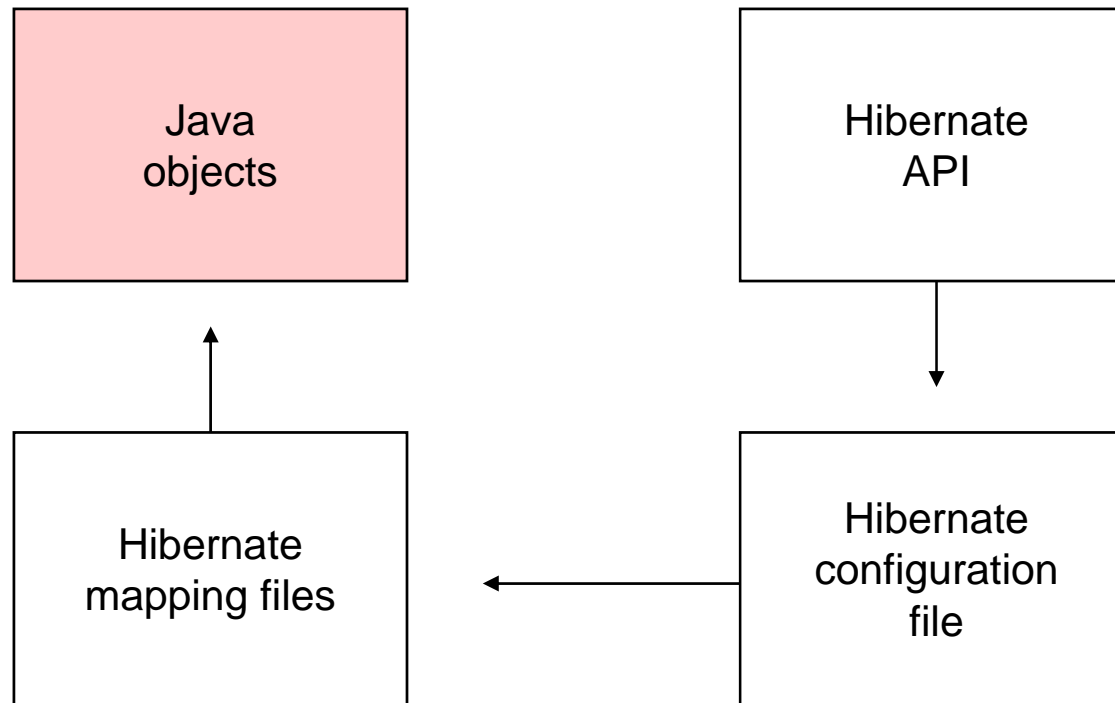 Java
objects
Hibernate
API
Hibernate
mapping files
Hibernate
configuration
file